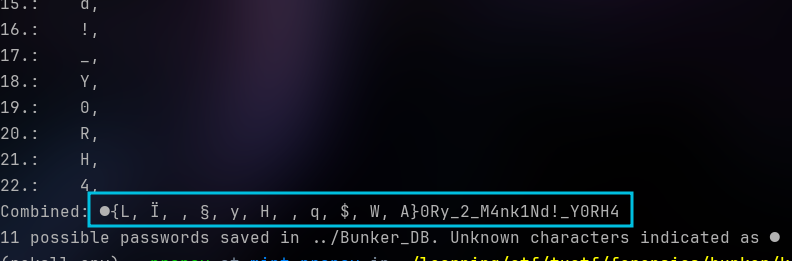 15.: d,
16.: !,
17.: _,
18.: Y,
19.: 0,
20.: R,
21.: H,
22.: 4,
Combined: ●{L, Ï, , §, y, H, , q, $, W, A}0Ry_2_M4nk1Nd!_Y0RH4
11 possible passwords saved in ../Bunker_DB. Unknown characters indicated as ●